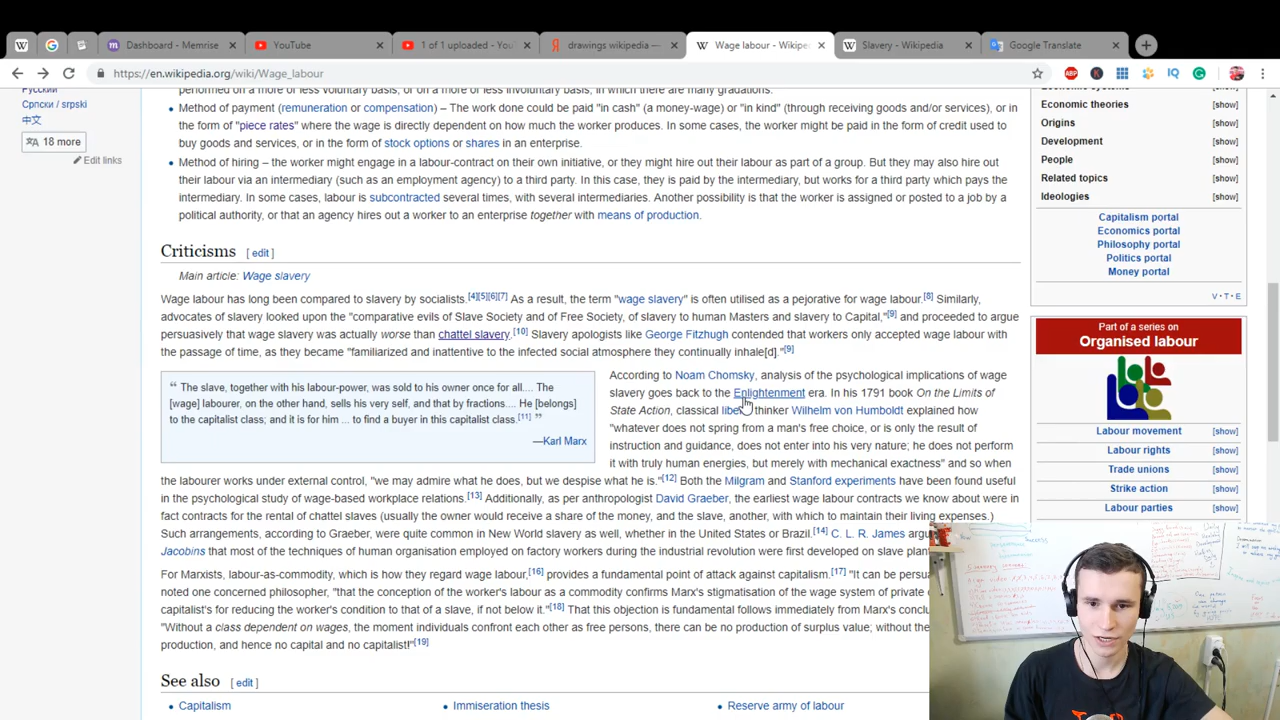 Dashboard - Memrise
YouTube
1 of 1 uploaded - YouTu
drawings wikipedia —
Wage labour - Wikipe
Slavery - Wikipedia
Google Translate
https://en.wikipedia.org/wiki/Wage_labour
ABP
K
IQ
Русский
Српски / srpski
中文
18 more
Edit links
performed on a more or less voluntary basis, or on a more or less involuntary basis, in which there are many gradations.
• Method of payment (remuneration or compensation) – The work done could be paid "in cash" (a money-wage) or "in kind" (through receiving goods and/or services), or in
the form of "piece rates" where the wage is directly dependent on how much the worker produces. In some cases, the worker might be paid in the form of credit used to
buy goods and services, or in the form of stock options or shares in an enterprise.
• Method of hiring – the worker might engage in a labour-contract on their own initiative, or they might hire out their labour as part of a group. But they may also hire out
their labour via an intermediary (such as an employment agency) to a third party. In this case, they is paid by the intermediary, but works for a third party which pays the
intermediary. In some cases, labour is subcontracted several times, with several intermediaries. Another possibility is that the worker is assigned or posted to a job by a
political authority, or that an agency hires out a worker to an enterprise together with means of production.
Criticisms [ edit ]
Main article: Wage slavery
Wage labour has long been compared to slavery by socialists.[4][5][6][7] As a result, the term "wage slavery" is often utilised as a pejorative for wage labour.[8] Similarly,
advocates of slavery looked upon the "comparative evils of Slave Society and of Free Society, of slavery to human Masters and slavery to Capital,"[9] and proceeded to argue
persuasively that wage slavery was actually worse than chattel slavery.[10] Slavery apologists like George Fitzhugh contended that workers only accepted wage labour with
the passage of time, as they became "familiarized and inattentive to the infected social atmosphere they continually inhale[d]."[9]
“ The slave, together with his labour-power, was sold to his owner once for all.... The
[wage] labourer, on the other hand, sells his very self, and that by fractions.... He [belongs]
to the capitalist class; and it is for him ... to find a buyer in this capitalist class.[11] ”
—Karl Marx
According to Noam Chomsky, analysis of the psychological implications of wage
slavery goes back to the Enlightenment era. In his 1791 book On the Limits of
State Action, classical libe thinker Wilhelm von Humboldt explained how
"whatever does not spring from a man's free choice, or is only the result of
instruction and guidance, does not enter into his very nature; he does not perform
it with truly human energies, but merely with mechanical exactness" and so when
the labourer works under external control, "we may admire what he does, but we despise what he is."[12] Both the Milgram and Stanford experiments have been found useful
in the psychological study of wage-based workplace relations.[13] Additionally, as per anthropologist David Graeber, the earliest wage labour contracts we know about were in
fact contracts for the rental of chattel slaves (usually the owner would receive a share of the money, and the slave, another, with which to maintain their living expenses.)
Such arrangements, according to Graeber, were quite common in New World slavery as well, whether in the United States or Brazil.[14] C. L. R. James argu
Jacobins that most of the techniques of human organisation employed on factory workers during the industrial revolution were first developed on slave plant
For Marxists, labour-as-commodity, which is how they regard wage labour,[16] provides a fundamental point of attack against capitalism.[17] "It can be persua
noted one concerned philosopher, "that the conception of the worker's labour as a commodity confirms Marx's stigmatisation of the wage system of private c
capitalist's for reducing the worker's condition to that of a slave, if not below it."[18] That this objection is fundamental follows immediately from Marx's conclu
"Without a class dependent on wages, the moment individuals confront each other as free persons, there can be no production of surplus value; without the
production, and hence no capital and no capitalist!"[19]
See also [ edit ]
• Capitalism
• Immiseration thesis
• Reserve army of labour
Economic systems [show]
Economic theories [show]
Origins [show]
Development [show]
People [show]
Related topics [show]
Ideologies [show]
Capitalism portal
Economics portal
Philosophy portal
Politics portal
Money portal
V · T · E
Part of a series on
Organised labour
Labour movement [show]
Labour rights [show]
Trade unions [show]
Strike action [show]
Labour parties [show]